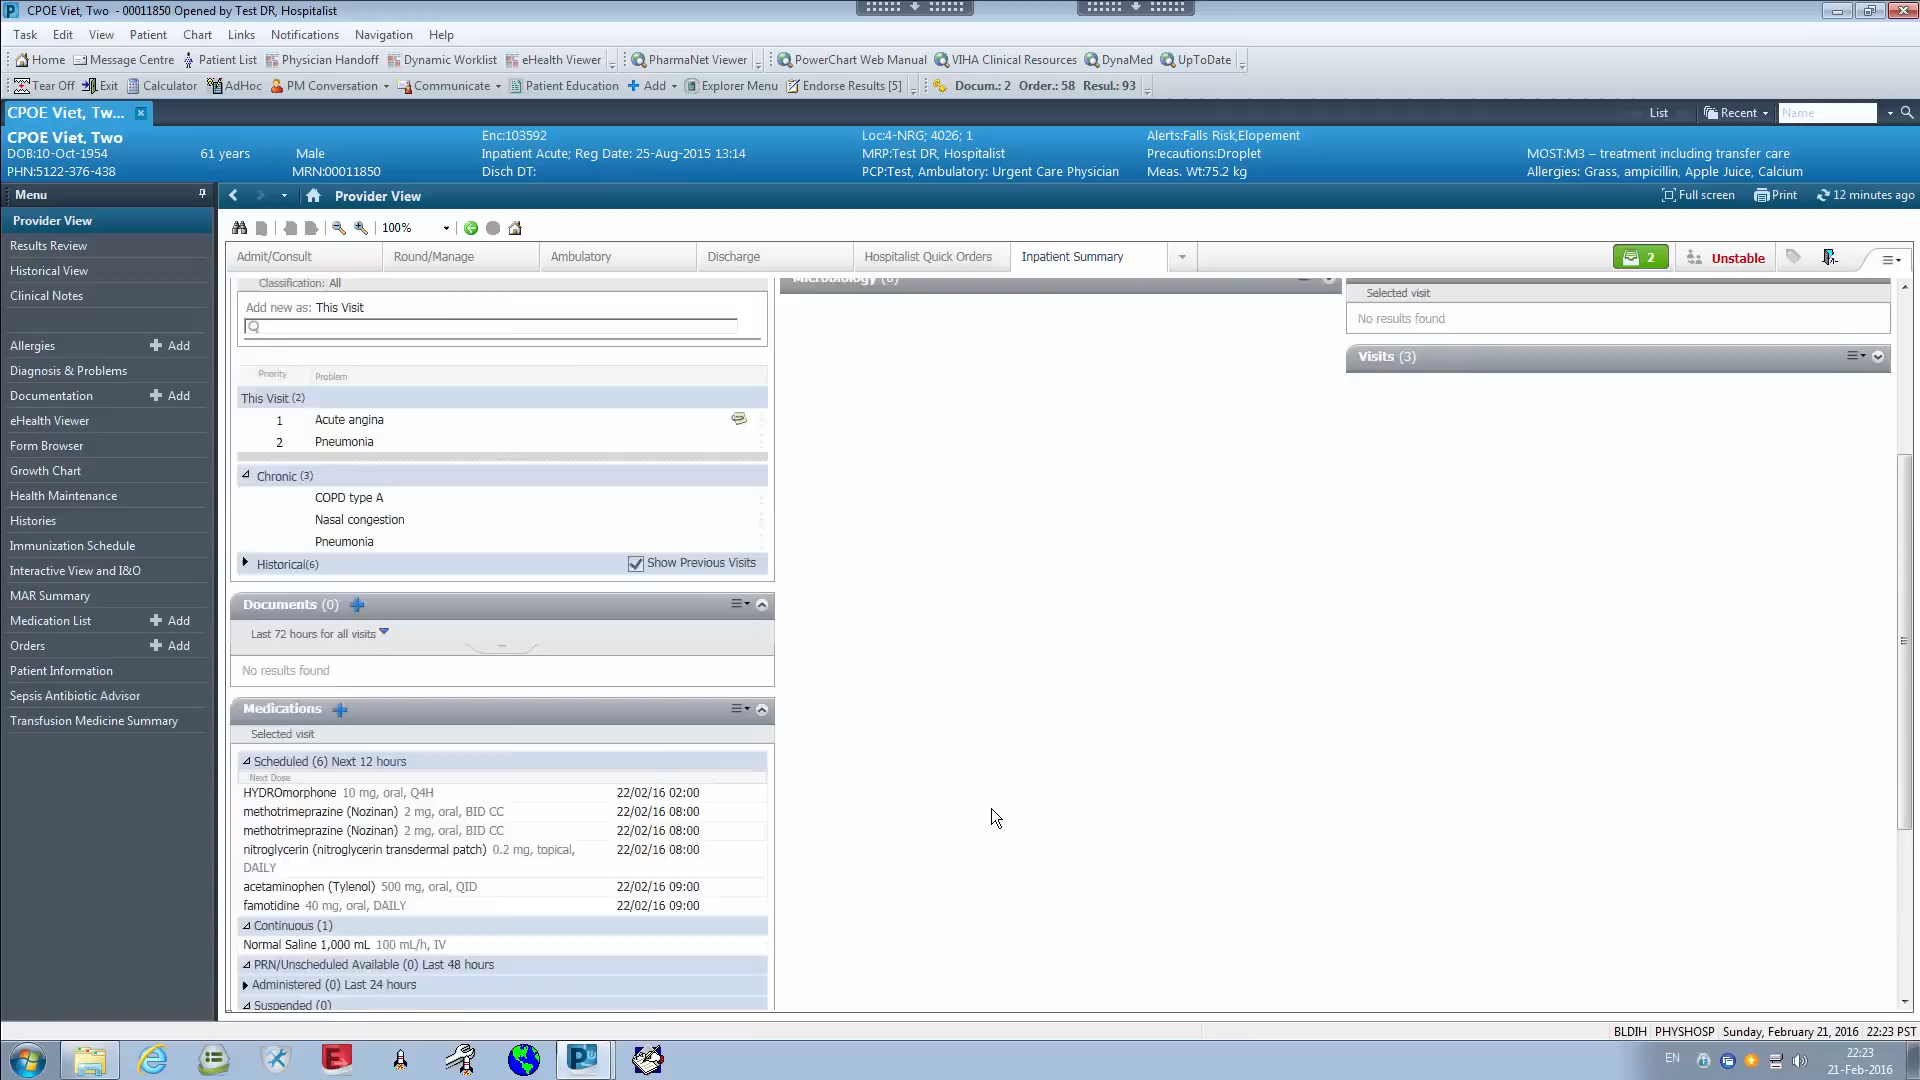 CPOE Viet, Two - 00011850 Opened by Test DR, Hospitalist
Task Edit View Patient Chart Links Notifications Navigation Help
Home Message Centre Patient List Physician Handoff Dynamic Worklist eHealth Viewer PharmaNet Viewer PowerChart Web Manual VIHA Clinical Resources DynaMed UpToDate
Tear Off Exit Calculator AdHoc PM Conversation Communicate Patient Education Add Explorer Menu Endorse Results [5] Docum.: 2 Order.: 58 Resul.: 93
CPOE Viet, Tw... List Recent Name
CPOE Viet, Two Enc:103592 Loc:4-NRG; 4026; 1 Alerts:Falls Risk,Elopement
DOB:10-Oct-1954 61 years Male Inpatient Acute; Reg Date: 25-Aug-2015 13:14 MRP:Test DR, Hospitalist Precautions:Droplet MOST:M3 – treatment including transfer care
PHN:5122-376-438 MRN:00011850 Disch DT: PCP:Test, Ambulatory: Urgent Care Physician Meas. Wt:75.2 kg Allergies: Grass, ampicillin, Apple Juice, Calcium
Menu Provider View Full screen Print 12 minutes ago
Provider View
Results Review
Historical View
Clinical Notes
Allergies Add
Diagnosis & Problems
Documentation Add
eHealth Viewer
Form Browser
Growth Chart
Health Maintenance
Histories
Immunization Schedule
Interactive View and I&O
MAR Summary
Medication List Add
Orders Add
Patient Information
Sepsis Antibiotic Advisor
Transfusion Medicine Summary
100%
Admit/Consult Round/Manage Ambulatory Discharge Hospitalist Quick Orders Inpatient Summary 2 Unstable
Classification: All
Add new as: This Visit
Priority Problem
This Visit (2)
1 Acute angina
2 Pneumonia
Chronic (3)
COPD type A
Nasal congestion
Pneumonia
Historical(6) Show Previous Visits
Documents (0)
Last 72 hours for all visits
No results found
Medications
Selected visit
Scheduled (6) Next 12 hours
Next Dose
HYDROmorphone 10 mg, oral, Q4H 22/02/16 02:00
methotrimeprazine (Nozinan) 2 mg, oral, BID CC 22/02/16 08:00
methotrimeprazine (Nozinan) 2 mg, oral, BID CC 22/02/16 08:00
nitroglycerin (nitroglycerin transdermal patch) 0.2 mg, topical, 22/02/16 08:00
DAILY
acetaminophen (Tylenol) 500 mg, oral, QID 22/02/16 09:00
famotidine 40 mg, oral, DAILY 22/02/16 09:00
Continuous (1)
Normal Saline 1,000 mL 100 mL/h, IV
PRN/Unscheduled Available (0) Last 48 hours
Administered (0) Last 24 hours
Suspended (0)
Microbiology
Selected visit
No results found
Visits (3)
BLDIH PHYSHOSP Sunday, February 21, 2016 22:23 PST
EN 22:23
21-Feb-2016